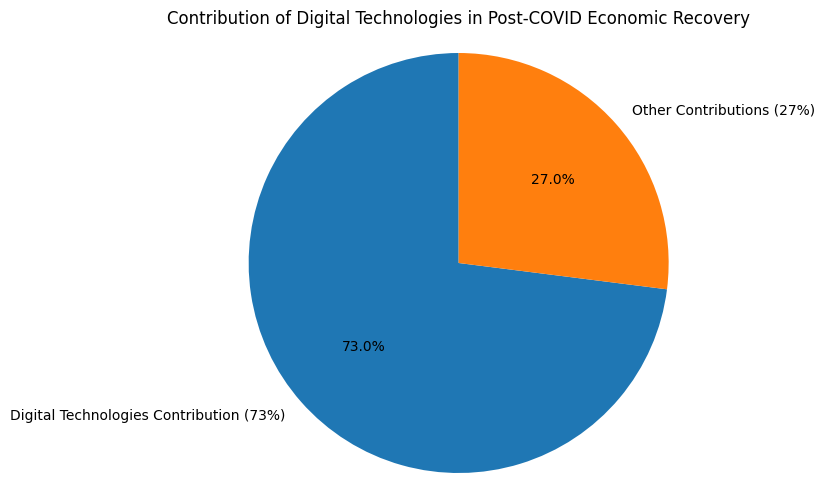 Contribution of Digital Technologies in Post-COVID Economic Recovery
Other Contributions (27%)
27.0%
73.0%
Digital Technologies Contribution (73%)